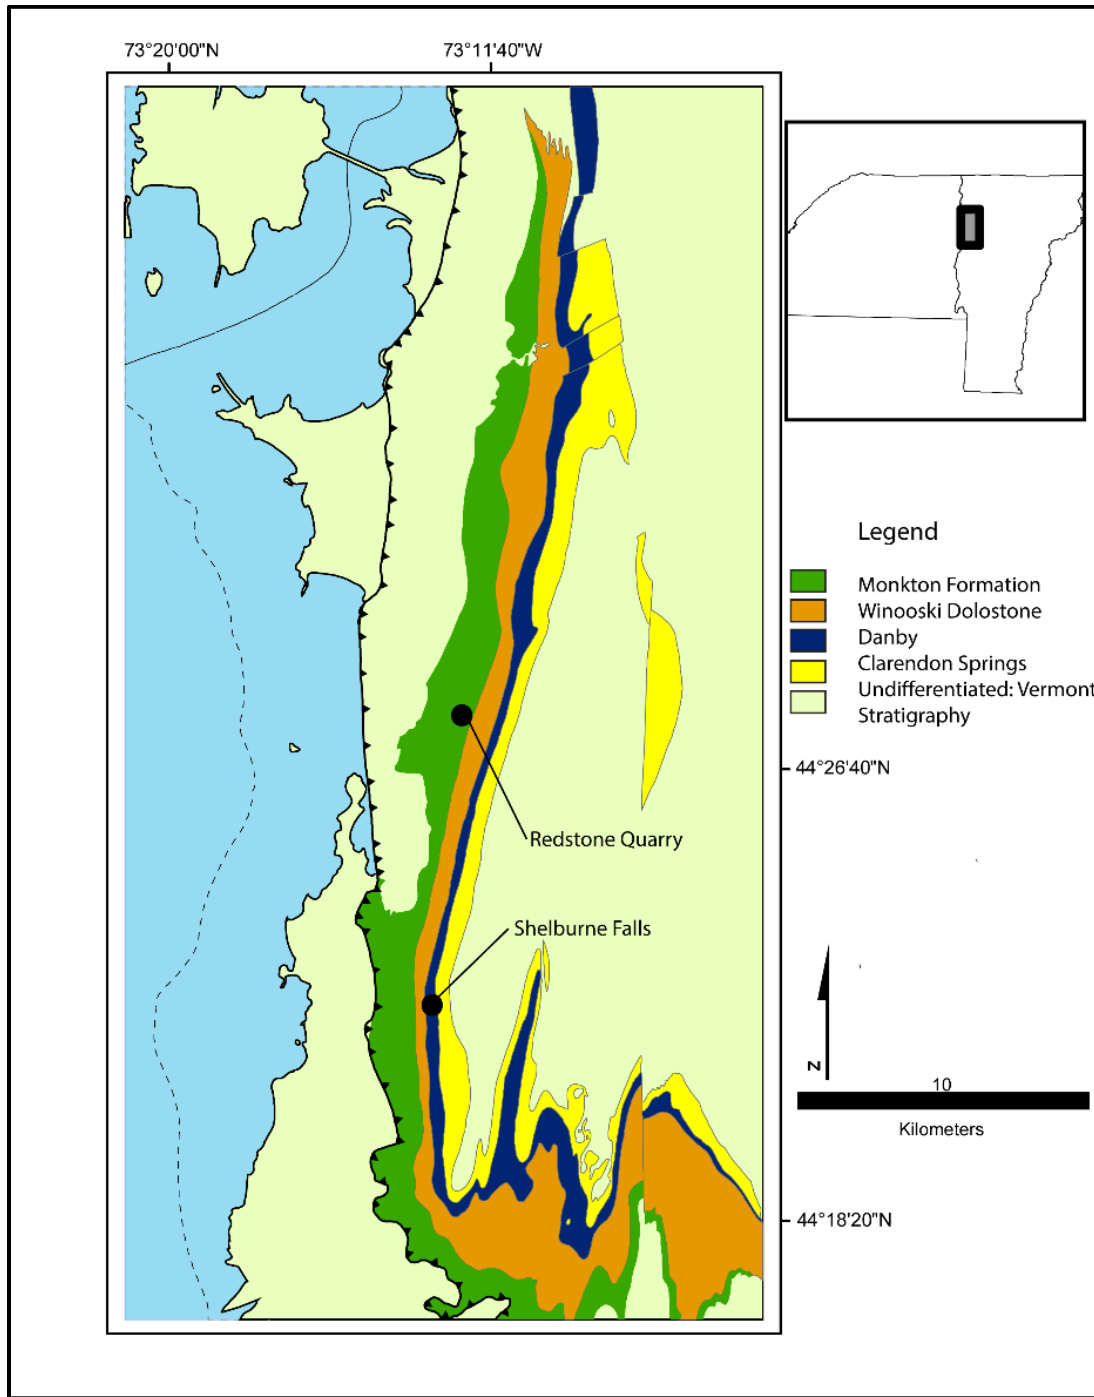 73°20'00"N
73°11'40"W
Legend
Monkton Formation
Winooski Dolostone
Danby
Clarendon Springs
Undifferentiated: Vermont
Stratigraphy
44°26'40"N
Redstone Quarry
Shelburne Falls
N
10
Kilometers
44°18'20"N